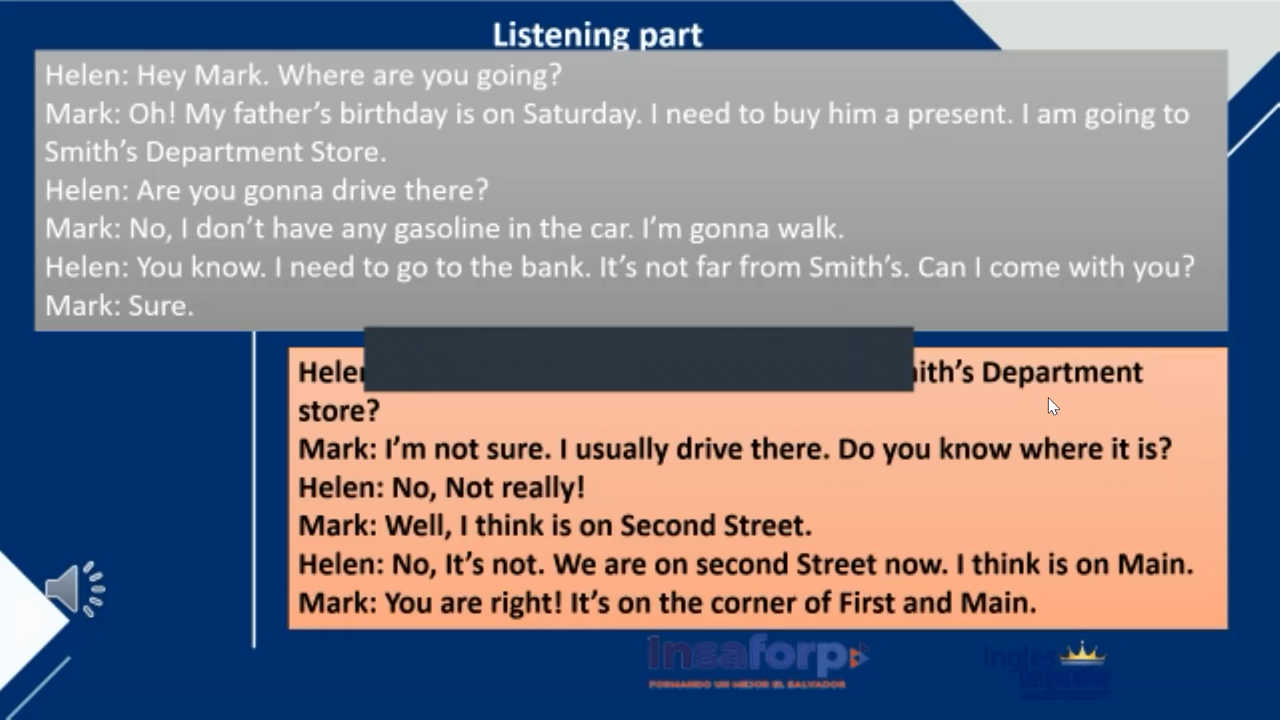 Listening part
Helen: Hey Mark. Where are you going?
Mark: Oh! My father's birthday is on Saturday. I need to buy him a present. I am going to
Smith's Department Store.
Helen: Are you gonna drive there?
Mark: No, I don't have any gasoline in the car. I'm gonna walk.
Helen: You know. I need to go to the bank. It's not far from Smith's. Can I come with you?
Mark: Sure.
Department
store?
Mark: I'm not sure. I usually drive there. Do you know where it is?
Helen: No, Not really!
Mark: Well, I think is on Second Street.
Helen: No, It's not. We are on second Street now. I think is on Main.
Mark: You are right! It's on the corner of First and Main.
Insaforp
FORMANDO UN MEJOR EL SALVADOR
Inglés